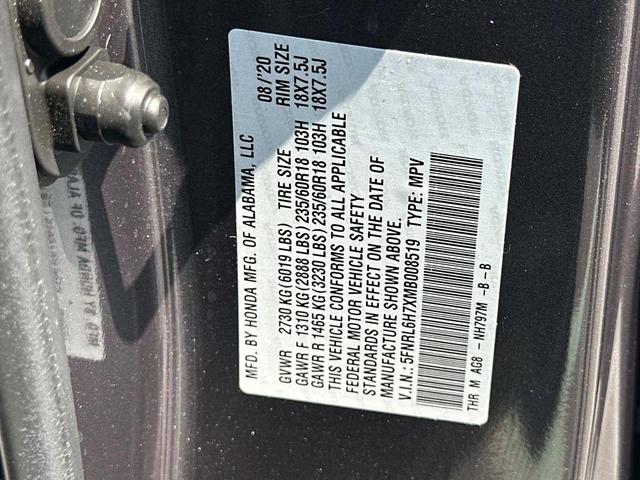 MFD. BY HONDA MFG. OF ALABAMA, LLC 08/'20
GVWR 2730 KG (6019 LBS) TIRE SIZE RIM SIZE
GAWR F 1310 KG (2888 LBS) 235/60R18 103H 18X7.5J
GAWR R 1465 KG (3230 LBS) 235/60R18 103H 18X7.5J
THIS VEHICLE CONFORMS TO ALL APPLICABLE
FEDERAL MOTOR VEHICLE SAFETY
STANDARDS IN EFFECT ON THE DATE OF
MANUFACTURE SHOWN ABOVE.
V.I.N.: 5FNRL6H7XMB008519 TYPE: MPV
THR M AG8 - NH797M -B - B